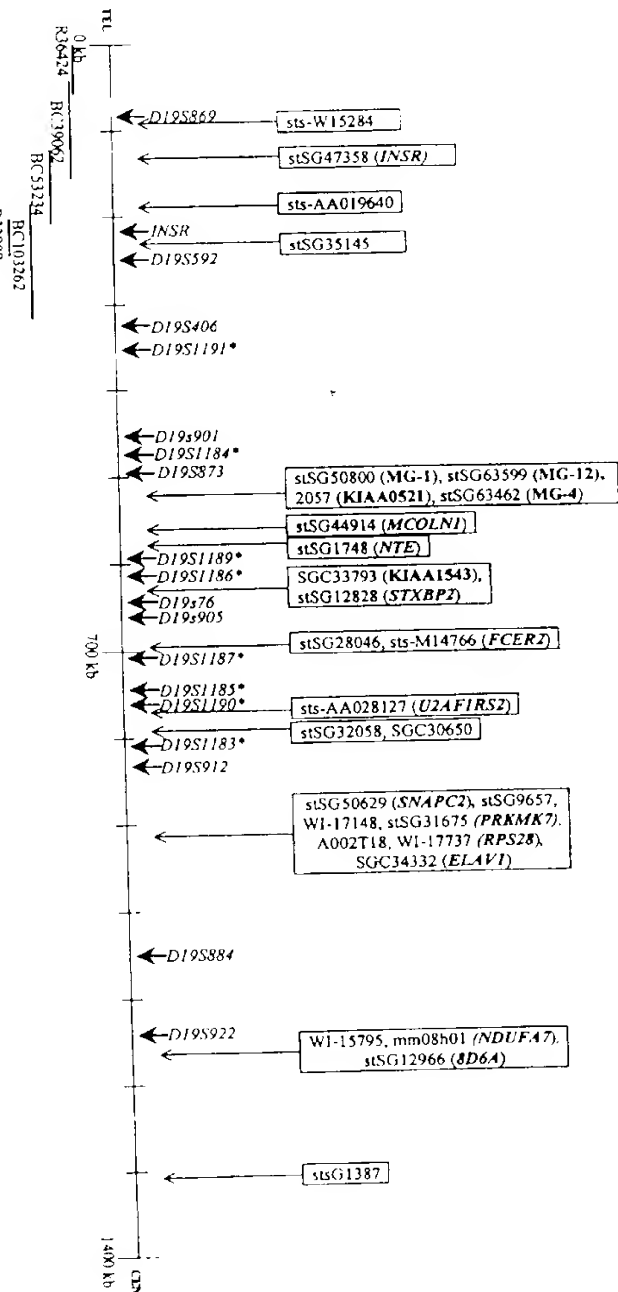 TEL
0 kb
R36424
BC39062
BC53234
BC103262
D19S869
sts-W15284
stSG47358 (INSR)
sts-AA019640
INSR
stSG35145
D19S592
D19S406
D19S1191*
D19s901
D19S1184*
D19S873
stSG50800 (MG-1), stSG63599 (MG-12),
2057 (KIAA0521), stSG63462 (MG-4)
stSG44914 (MCOLN1)
stSG1748 (NTE)
D19S1189*
D19S1186*
SGC33793 (KIAA1543),
stSG12828 (STXBP2)
D19s76
D19s905
stSG28046, sts-M14766 (FCER2)
700 kb
D19S1187*
D19S1185*
D19S1190*
sts-AA028127 (U2AF1RS2)
stSG32058, SGC30650
D19S1183*
D19S912
stSG50629 (SNAPC2), stSG9657,
WI-17148, stSG31675 (PRKMK7),
A002T18, WI-17737 (RPS28),
SGC34332 (ELAV1)
D19S884
D19S922
WI-15795, mm08h01 (NDUFA7),
stSG12966 (8D6A)
stsG1387
1400 kb